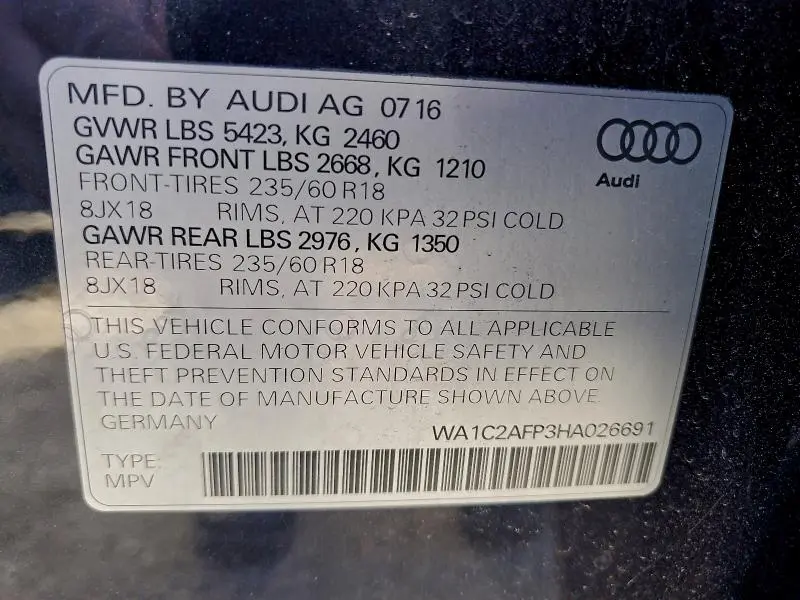 MFD. BY AUDI AG 07 16
GVWR LBS 5423, KG 2460
GAWR FRONT LBS 2668, KG 1210
FRONT-TIRES 235/60 R18
8JX18 RIMS, AT 220 KPA 32 PSI COLD
GAWR REAR LBS 2976, KG 1350
REAR-TIRES 235/60 R18
8JX18 RIMS, AT 220 KPA 32 PSI COLD
Audi
THIS VEHICLE CONFORMS TO ALL APPLICABLE
U.S. FEDERAL MOTOR VEHICLE SAFETY AND
THEFT PREVENTION STANDARDS IN EFFECT ON
THE DATE OF MANUFACTURE SHOWN ABOVE.
GERMANY
WA1C2AFP3HA026691
TYPE:
MPV